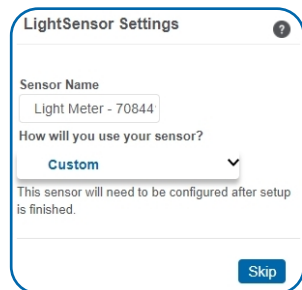 LightSensor Settings
?
Sensor Name
Light Meter - 70844
How will you use your sensor?
Custom
This sensor will need to be configured after setup
is finished.
Skip